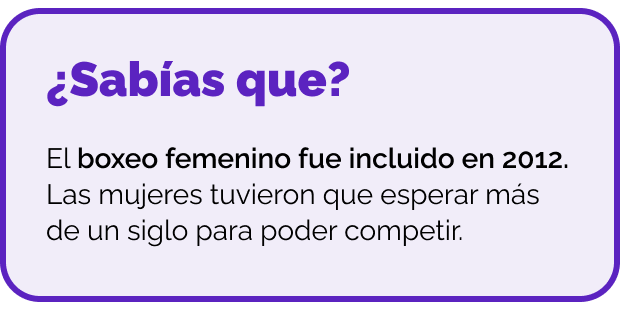 ¿Sabías que?
El boxeo femenino fue incluido en 2012.
Las mujeres tuvieron que esperar más
de un siglo para poder competir.